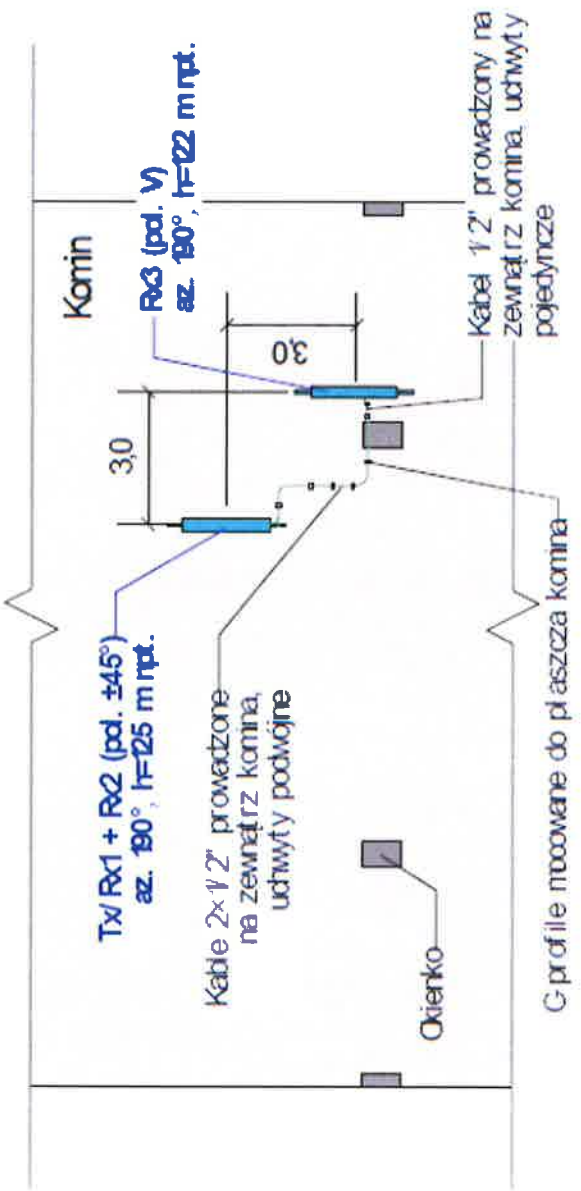 Komin
Tx/Rx1 + Rx2 (pol. ±45°)
az. 190°, h=125 m npt.
Rx3 (pol. V)
az. 190°, h=122 m npt.
3,0
3,0
Kable 2×1/2" prowadzone
na zewnątrz komina,
uchwyty podwójne
Kabel 1/2" prowadzony na
zewnątrz komina, uchwyty
pojedyncze
Okienko
C-profile mocowane do płaszcza komina